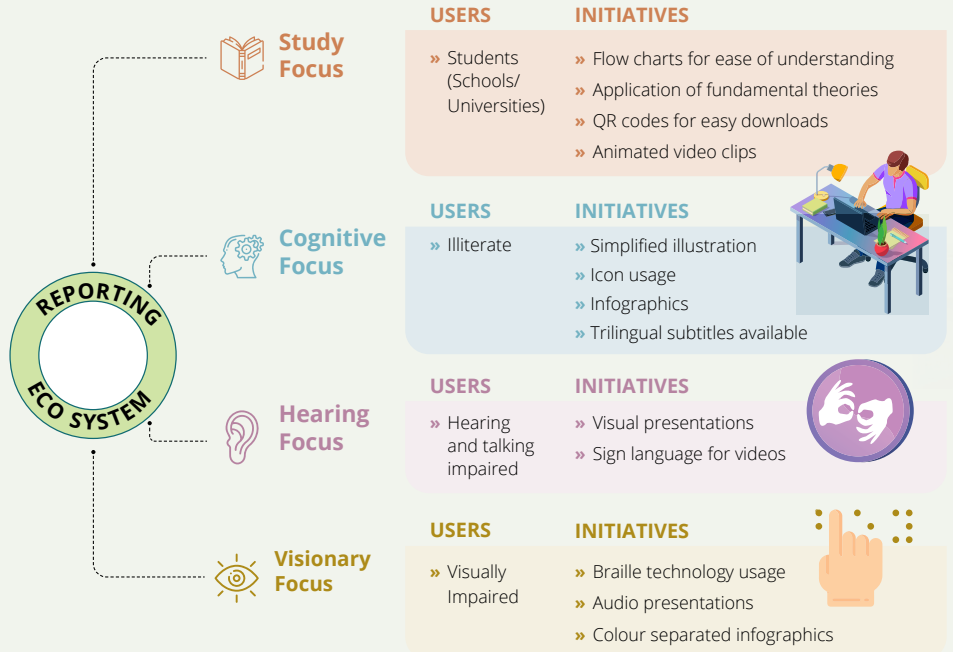 REPORTING
ECO SYSTEM
Study
Focus
USERS
» Students
(Schools/
Universities)
INITIATIVES
» Flow charts for ease of understanding
» Application of fundamental theories
» QR codes for easy downloads
» Animated video clips
Cognitive
Focus
USERS
» Illiterate
INITIATIVES
» Simplified illustration
» Icon usage
» Infographics
» Trilingual subtitles available
Hearing
Focus
USERS
» Hearing
and talking
impaired
INITIATIVES
» Visual presentations
» Sign language for videos
Visionary
Focus
USERS
» Visually
Impaired
INITIATIVES
» Braille technology usage
» Audio presentations
» Colour separated infographics